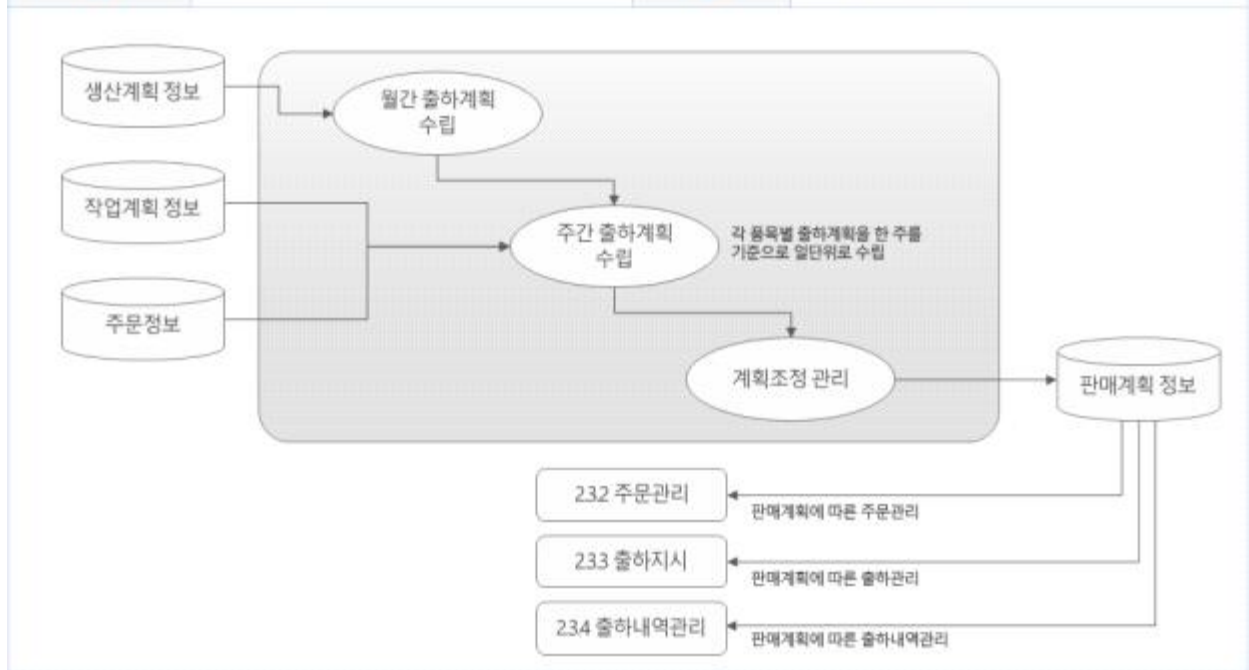 생산계획 정보
월간 출하계획
수립
작업계획 정보
주간 출하계획
수립
각 품목별 출하계획을 한 주를
기준으로 일단위로 수립
주문정보
계획조정 관리
판매계획 정보
2.3.2 주문관리
판매계획에 따른 주문관리
2.3.3 출하지시
판매계획에 따른 출하관리
2.3.4 출하내역관리
판매계획에 따른 출하내역관리